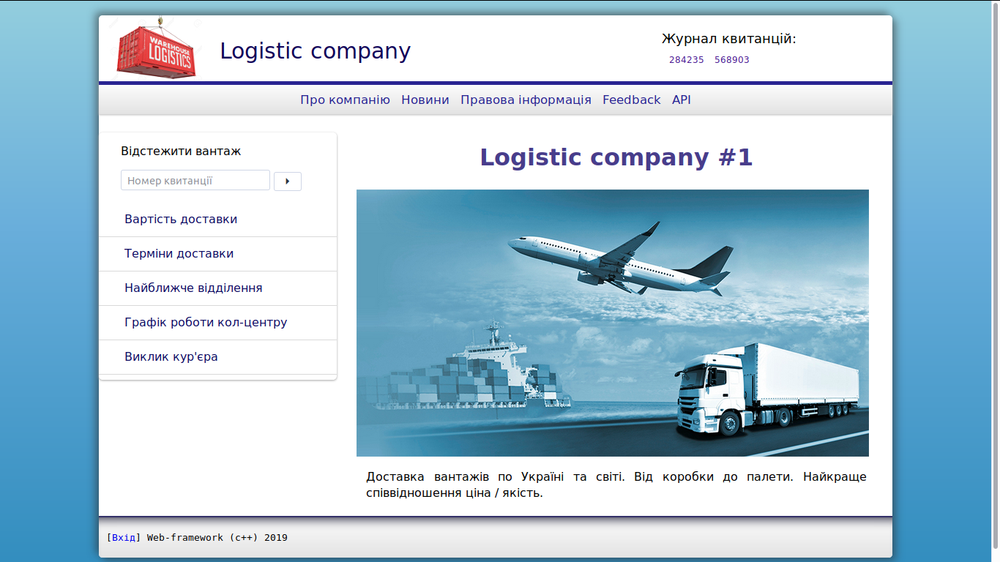 WAREHOUSE
LOGISTICS
Logistic company
Журнал квитанцій:
284235 568903
Про компанію Новини Правова інформація Feedback API
Відстежити вантаж
Номер квитанції
Вартість доставки
Терміни доставки
Найближче відділення
Графік роботи кол-центру
Виклик кур'єра
Logistic company #1
Доставка вантажів по Україні та світі. Від коробки до палети. Найкраще
співвідношення ціна / якість.
[Вхід] Web-framework (c++) 2019